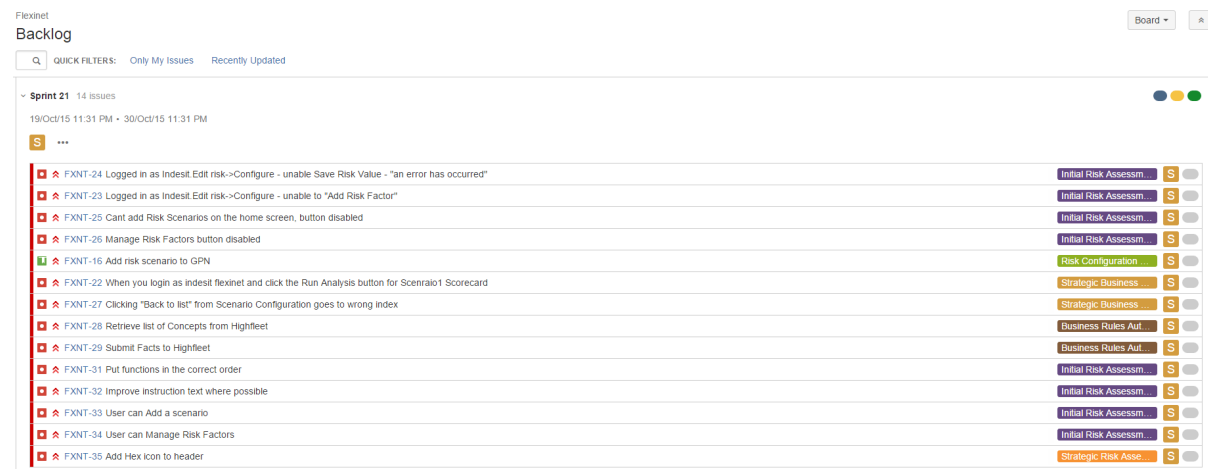 Flexinet
Board
Backlog
QUICK FILTERS: Only My Issues Recently Updated
Sprint 21 14 issues
19/Oct/15 11:31 PM • 30/Oct/15 11:31 PM
S •••
FXNT-24 Logged in as Indesit.Edit risk->Configure - unable Save Risk Value - "an error has occurred" Initial Risk Assessm... S
FXNT-23 Logged in as Indesit.Edit risk->Configure - unable to "Add Risk Factor" Initial Risk Assessm... S
FXNT-25 Cant add Risk Scenarios on the home screen, button disabled Initial Risk Assessm... S
FXNT-26 Manage Risk Factors button disabled Initial Risk Assessm... S
FXNT-16 Add risk scenario to GPN Risk Configuration ... S
FXNT-22 When you login as indesit flexinet and click the Run Analysis button for Scenraio1 Scorecard Strategic Business ... S
FXNT-27 Clicking "Back to list" from Scenario Configuration goes to wrong index Strategic Business ... S
FXNT-28 Retrieve list of Concepts from Highfleet Business Rules Aut... S
FXNT-29 Submit Facts to Highfleet Business Rules Aut... S
FXNT-31 Put functions in the correct order Initial Risk Assessm... S
FXNT-32 Improve instruction text where possible Initial Risk Assessm... S
FXNT-33 User can Add a scenario Initial Risk Assessm... S
FXNT-34 User can Manage Risk Factors Initial Risk Assessm... S
FXNT-35 Add Hex icon to header Strategic Risk Asse... S